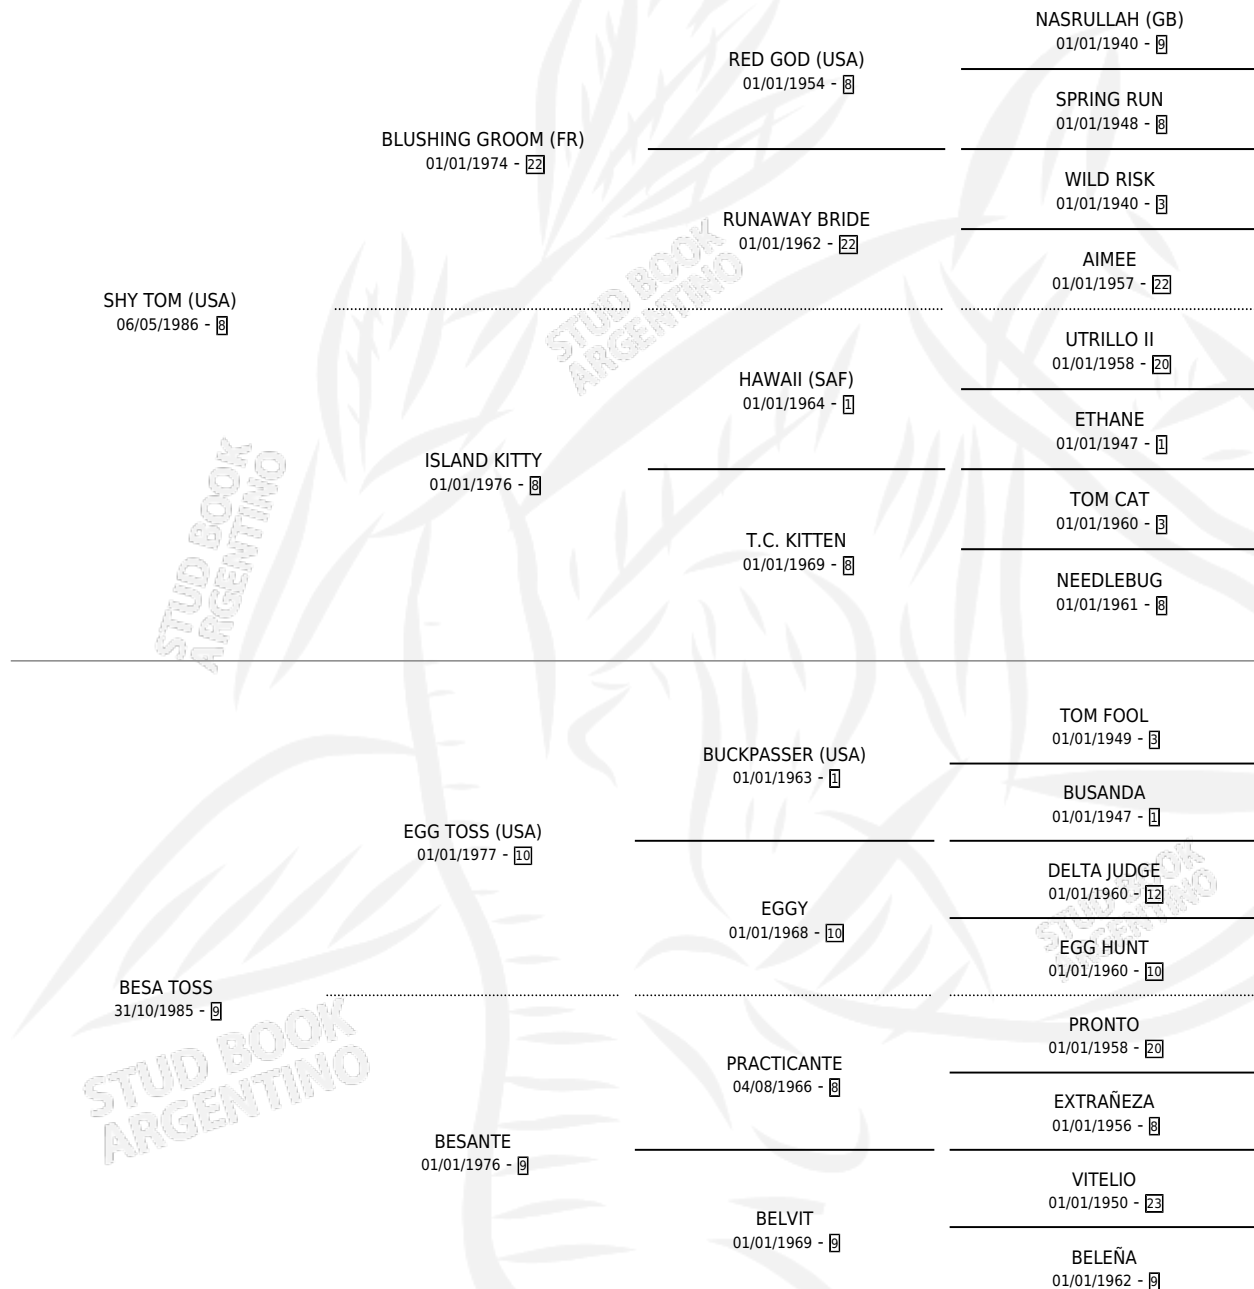 NASRULLAH (GB)
01/01/1940 - 9
RED GOD (USA)
01/01/1954 - 8
SPRING RUN
01/01/1948 - 8
BLUSHING GROOM (FR)
01/01/1974 - 22
WILD RISK
01/01/1940 - 3
RUNAWAY BRIDE
01/01/1962 - 22
AIMEE
01/01/1957 - 22
SHY TOM (USA)
06/05/1986 - 8
UTRILLO II
01/01/1958 - 20
HAWAII (SAF)
01/01/1964 - 1
ETHANE
01/01/1947 - 1
ISLAND KITTY
01/01/1976 - 8
TOM CAT
01/01/1960 - 3
T.C. KITTEN
01/01/1969 - 8
NEEDLEBUG
01/01/1961 - 8
TOM FOOL
01/01/1949 - 3
BUCKPASSER (USA)
01/01/1963 - 1
BUSANDA
01/01/1947 - 1
EGG TOSS (USA)
01/01/1977 - 10
DELTA JUDGE
01/01/1960 - 12
EGGY
01/01/1968 - 10
EGG HUNT
01/01/1960 - 10
BESA TOSS
31/10/1985 - 9
PRONTO
01/01/1958 - 20
PRACTICANTE
04/08/1966 - 8
EXTRAÑEZA
01/01/1956 - 8
BESANTE
01/01/1976 - 9
VITELIO
01/01/1950 - 23
BELVIT
01/01/1969 - 9
BELEÑA
01/01/1962 - 9
STUD BOOK
ARGENTINO
STUD BOOK
ARGENTINO
STUD BOOK
ARGENTINO
STUD BOOK
ARGENTINO